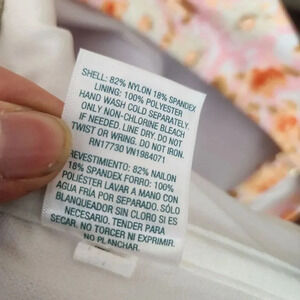 SHELL: 82% NYLON 18% SPANDEX
LINING: 100% POLYESTER
HAND WASH COLD SEPARATELY.
ONLY NON-CHLORINE BLEACH
IF NEEDED. LINE DRY. DO NOT
TWIST OR WRING. DO NOT IRON.
RN17730 VN1984071
REVESTIMIENTO: 82% NAILON
18% SPANDEX FORRO: 100%
POLIESTER LAVAR A MANO CON
AGUA FRÍA POR SEPARADO. SÓLO
BLANQUEADOR SIN CLORO SI ES
NECESARIO. TENDER PARA
SEGAR. NO TORCER NI EXPRIMIR.
NO PLANCHAR.